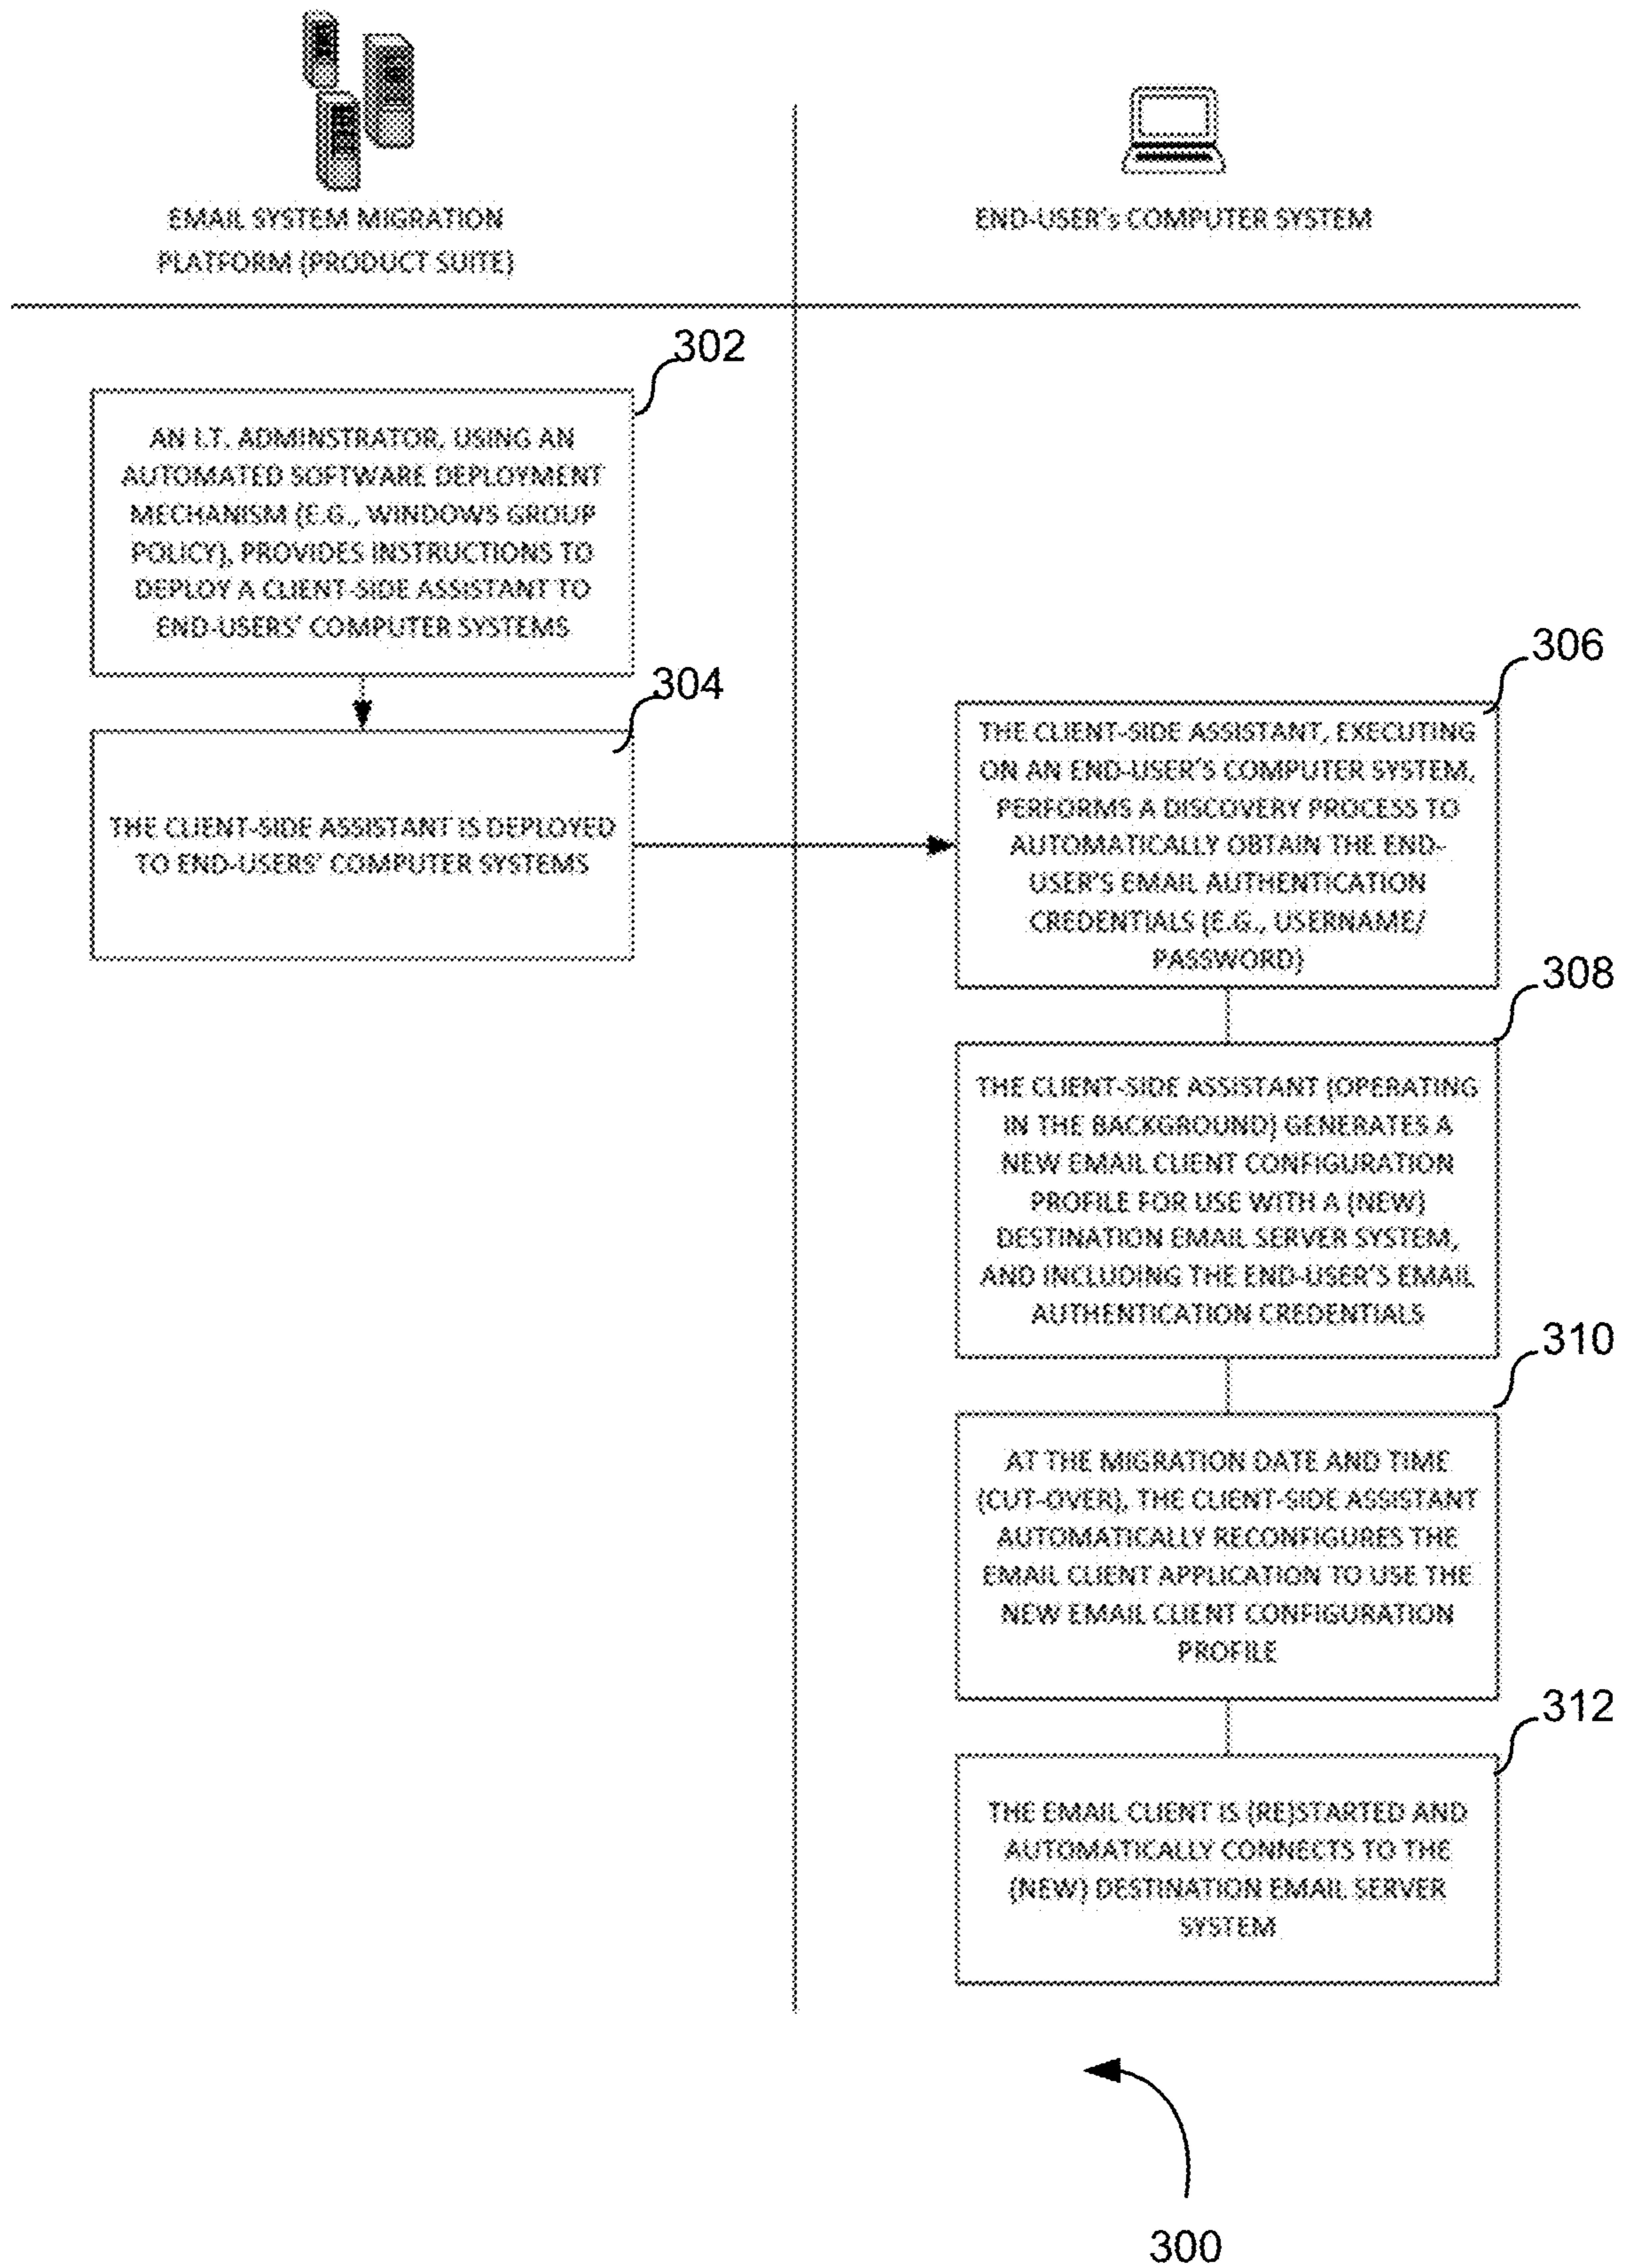 EMAIL SYSTEM MIGRATION
PLATFORM (PRODUCT SUITE)
END-USER's COMPUTER SYSTEM
302
AN I.T. ADMINSTRATOR, USING AN
AUTOMATED SOFTWARE DEPLOYMENT
MECHANISM (E.G., WINDOWS GROUP
POLICY), PROVIDES INSTRUCTIONS TO
DEPLOY A CLIENT-SIDE ASSISTANT TO
END-USERS' COMPUTER SYSTEMS
304
THE CLIENT-SIDE ASSISTANT IS DEPLOYED
TO END-USERS' COMPUTER SYSTEMS
306
THE CLIENT-SIDE ASSISTANT, EXECUTING
ON AN END-USER'S COMPUTER SYSTEM,
PERFORMS A DISCOVERY PROCESS TO
AUTOMATICALLY OBTAIN THE END-
USER'S EMAIL AUTHENTICATION
CREDENTIALS (E.G., USERNAME/
PASSWORD)
308
THE CLIENT-SIDE ASSISTANT (OPERATING
IN THE BACKGROUND) GENERATES A
NEW EMAIL CLIENT CONFIGURATION
PROFILE FOR USE WITH A (NEW)
DESTINATION EMAIL SERVER SYSTEM,
AND INCLUDING THE END-USER'S EMAIL
AUTHENTICATION CREDENTIALS
310
AT THE MIGRATION DATE AND TIME
(CUT-OVER), THE CLIENT-SIDE ASSISTANT
AUTOMATICALLY RECONFIGURES THE
EMAIL CLIENT APPLICATION TO USE THE
NEW EMAIL CLIENT CONFIGURATION
PROFILE
312
THE EMAIL CLIENT IS (RE)STARTED AND
AUTOMATICALLY CONNECTS TO THE
(NEW) DESTINATION EMAIL SERVER
SYSTEM
300